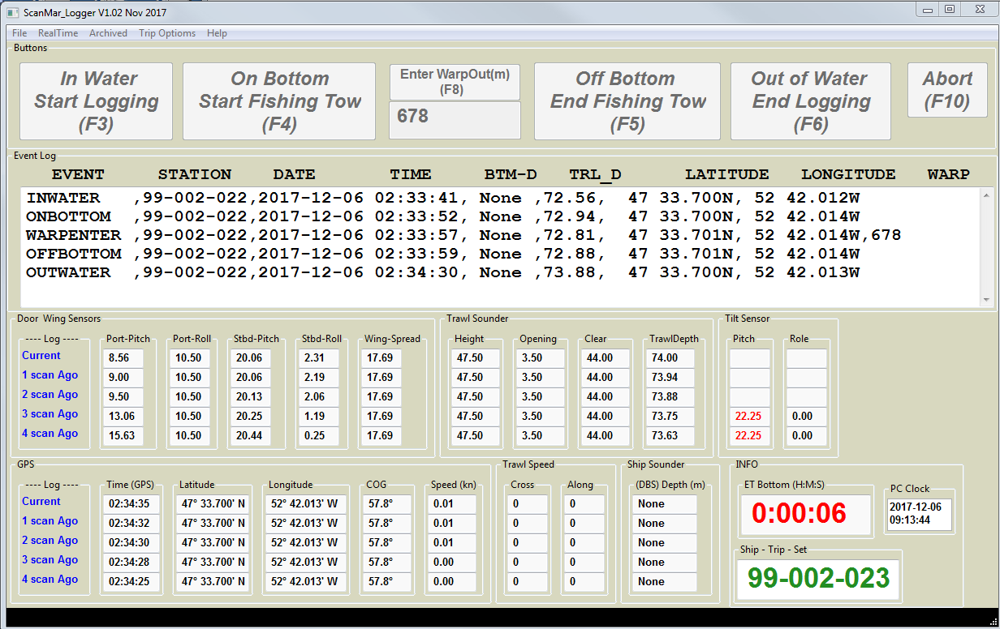 ScanMar_Logger V1.02 Nov 2017
File RealTime Archived Trip Options Help
Buttons
In Water
Start Logging
(F3)
On Bottom
Start Fishing Tow
(F4)
Enter WarpOut(m)
(F8)
678
Off Bottom
End Fishing Tow
(F5)
Out of Water
End Logging
(F6)
Abort
(F10)
Event Log
EVENT STATION DATE TIME BTM-D TRL_D LATITUDE LONGITUDE WARP
INWATER ,99-002-022,2017-12-06 02:33:41, None ,72.56, 47 33.700N, 52 42.012W
ONBOTTOM ,99-002-022,2017-12-06 02:33:52, None ,72.94, 47 33.700N, 52 42.014W
WARPENTER ,99-002-022,2017-12-06 02:33:57, None ,72.81, 47 33.701N, 52 42.014W,678
OFFBOTTOM ,99-002-022,2017-12-06 02:33:59, None ,72.88, 47 33.701N, 52 42.014W
OUTWATER ,99-002-022,2017-12-06 02:34:30, None ,73.88, 47 33.700N, 52 42.013W
Door Wing Sensors Trawl Sounder Tilt Sensor
---- Log ---- Port-Pitch Port-Roll Stbd-Pitch Stbd-Roll Wing-Spread Height Opening Clear TrawlDepth Pitch Role
Current 8.56 10.50 20.06 2.31 17.69 47.50 3.50 44.00 74.00
1 scan Ago 9.00 10.50 20.06 2.19 17.69 47.50 3.50 44.00 73.94
2 scan Ago 9.50 10.50 20.13 2.06 17.69 47.50 3.50 44.00 73.88
3 scan Ago 13.06 10.50 20.25 1.19 17.69 47.50 3.50 44.00 73.75 22.25 0.00
4 scan Ago 15.63 10.50 20.44 0.25 17.69 47.50 3.50 44.00 73.63 22.25 0.00
GPS Trawl Speed Ship Sounder INFO
---- Log ---- Time (GPS) Latitude Longitude COG Speed (kn) Cross Along (DBS) Depth (m)
Current 02:34:35 47° 33.700' N 52° 42.013' W 57.8° 0.01 0 0 None
1 scan Ago 02:34:32 47° 33.700' N 52° 42.013' W 57.8° 0.01 0 0 None
2 scan Ago 02:34:30 47° 33.700' N 52° 42.013' W 57.8° 0.01 0 0 None
3 scan Ago 02:34:28 47° 33.700' N 52° 42.013' W 57.8° 0.00 0 0 None
4 scan Ago 02:34:25 47° 33.700' N 52° 42.013' W 57.8° 0.00 0 0 None
ET Bottom (H:M:S)
0:00:06
PC Clock
2017-12-06
09:13:44
Ship - Trip - Set
99-002-023